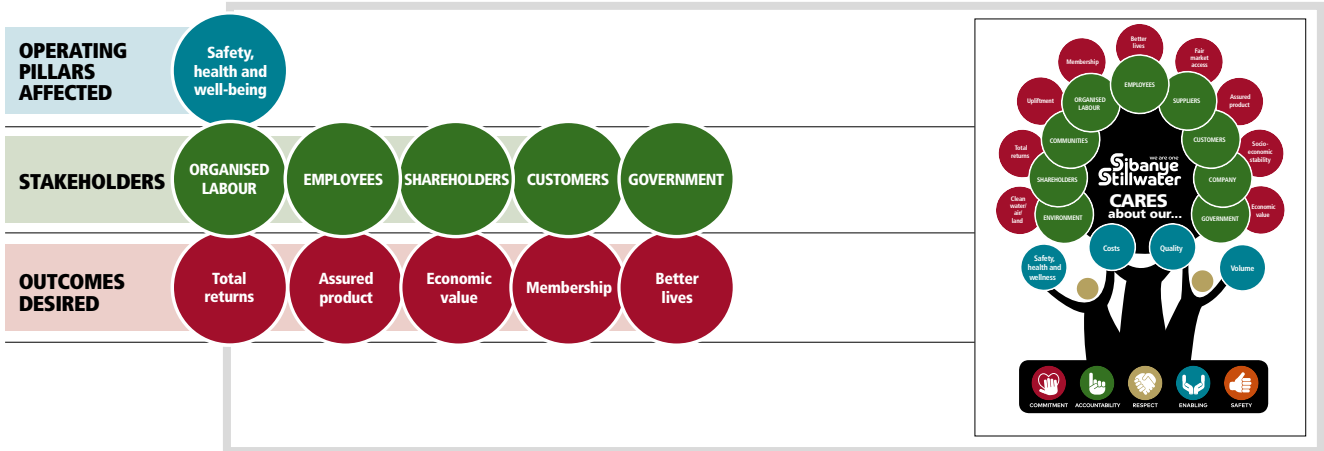 OPERATING
PILLARS
AFFECTED
Safety,
health and
well-being
STAKEHOLDERS
ORGANISED
LABOUR
EMPLOYEES
SHAREHOLDERS
CUSTOMERS
GOVERNMENT
OUTCOMES
DESIRED
Total
returns
Assured
product
Economic
value
Membership
Better
lives
Better
lives
Membership
Fair
market
access
EMPLOYEES
Upliftment
ORGANISED
LABOUR
SUPPLIERS
Assured
product
COMMUNITIES
CUSTOMERS
Total
returns
we are one
Sibanye
Stillwater
Socio-
economic
stability
SHAREHOLDERS
COMPANY
CARES
about our...
Clean
water/
air/
land
ENVIRONMENT
GOVERNMENT
Economic
value
Costs
Quality
Safety,
health and
wellness
Volume
COMMITMENT
ACCOUNTABILITY
RESPECT
ENABLING
SAFETY